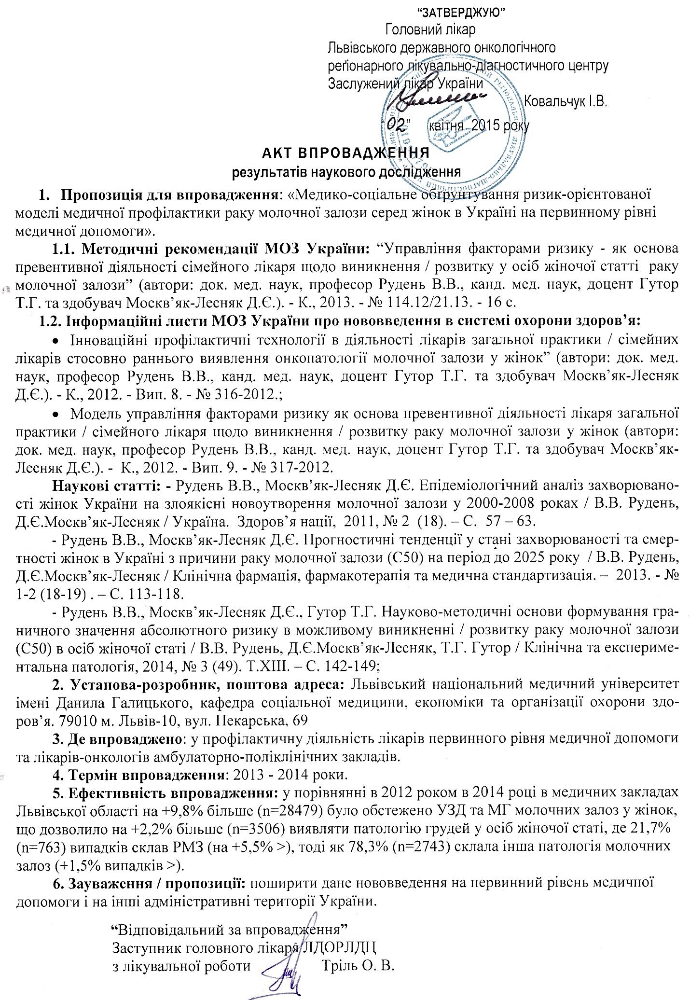 “ЗАТВЕРДЖУЮ”
Головний лікар
Львівського державного онкологічного
реґіонарного лікувально-діагностичного центру
Заслужений лікар України
Ковальчук І.В.
“02” квітня 2015 року
АКТ ВПРОВАДЖЕННЯ
результатів наукового дослідження
1. Пропозиція для впровадження: «Медико-соціальне обґрунтування ризик-орієнтованої
моделі медичної профілактики раку молочної залози серед жінок в Україні на первинному рівні
медичної допомоги».
1.1. Методичні рекомендації МОЗ України: “Управління факторами ризику - як основа
превентивної діяльності сімейного лікаря щодо виникнення / розвитку у осіб жіночої статті раку
молочної залози” (автори: док. мед. наук, професор Рудень В.В., канд. мед. наук, доцент Гутор
Т.Г. та здобувач Москв’як-Лесняк Д.Є.). - К., 2013. - № 114.12/21.13. - 16 с.
1.2. Інформаційні листи МОЗ України про нововведення в системі охорони здоров’я:
• Інноваційні профілактичні технології в діяльності лікарів загальної практики / сімейних
лікарів стосовно раннього виявлення онкопатології молочної залози у жінок” (автори: док. мед.
наук, професор Рудень В.В., канд. мед. наук, доцент Гутор Т.Г. та здобувач Москв’як-Лесняк
Д.Є.). - К., 2012. - Вип. 8. - № 316-2012.;
• Модель управління факторами ризику як основа превентивної діяльності лікаря загальної
практики / сімейного лікаря щодо виникнення / розвитку раку молочної залози у жінок (автори:
док. мед. наук, професор Рудень В.В., канд. мед. наук, доцент Гутор Т.Г. та здобувач Москв’як-
Лесняк Д.Є.). - К., 2012. - Вип. 9. - № 317-2012.
Наукові статті: - Рудень В.В., Москв’як-Лесняк Д.Є. Епідеміологічний аналіз захворювано-
сті жінок України на злоякісні новоутворення молочної залози у 2000-2008 роках / В.В. Рудень,
Д.Є.Москв’як-Лесняк / Україна. Здоров’я нації, 2011, № 2 (18). – С. 57 – 63.
- Рудень В.В., Москв’як-Лесняк Д.Є. Прогностичні тенденції у стані захворюваності та смер-
тності жінок в Україні з причини раку молочної залози (С50) на період до 2025 року / В.В. Рудень,
Д.Є.Москв’як-Лесняк / Клінічна фармація, фармакотерапія та медична стандартизація. – 2013. - №
1-2 (18-19) . – С. 113-118.
- Рудень В.В., Москв’як-Лесняк Д.Є., Гутор Т.Г. Науково-методичні основи формування гра-
ничного значення абсолютного ризику в можливому виникненні / розвитку раку молочної залози
(С50) в осіб жіночої статі / В.В. Рудень, Д.Є.Москв’як-Лесняк, Т.Г. Гутор / Клінічна та експериме-
нтальна патологія, 2014, № 3 (49). Т.XIII. – С. 142-149;
2. Установа-розробник, поштова адреса: Львівський національний медичний університет
імені Данила Галицького, кафедра соціальної медицини, економіки та організації охорони здо-
ров’я. 79010 м. Львів-10, вул. Пекарська, 69
3. Де впроваджено: у профілактичну діяльність лікарів первинного рівня медичної допомоги
та лікарів-онкологів амбулаторно-поліклінічних закладів.
4. Термін впровадження: 2013 - 2014 роки.
5. Ефективність впровадження: у порівнянні в 2012 роком в 2014 році в медичних закладах
Львівської області на +9,8% більше (n=28479) було обстежено УЗД та МГ молочних залоз у жінок,
що дозволило на +2,2% більше (n=3506) виявляти патологію грудей у осіб жіночої статі, де 21,7%
(n=763) випадків склав РМЗ (на +5,5% >), тоді як 78,3% (n=2743) склала інша патологія молочних
залоз (+1,5% випадків >).
6. Зауваження / пропозиції: поширити дане нововведення на первинний рівень медичної
допомоги і на інші адміністративні території України.
“Відповідальний за впровадження”
Заступник головного лікаря ЛДОРЛДЦ
з лікувальної роботи Тріль О. В.